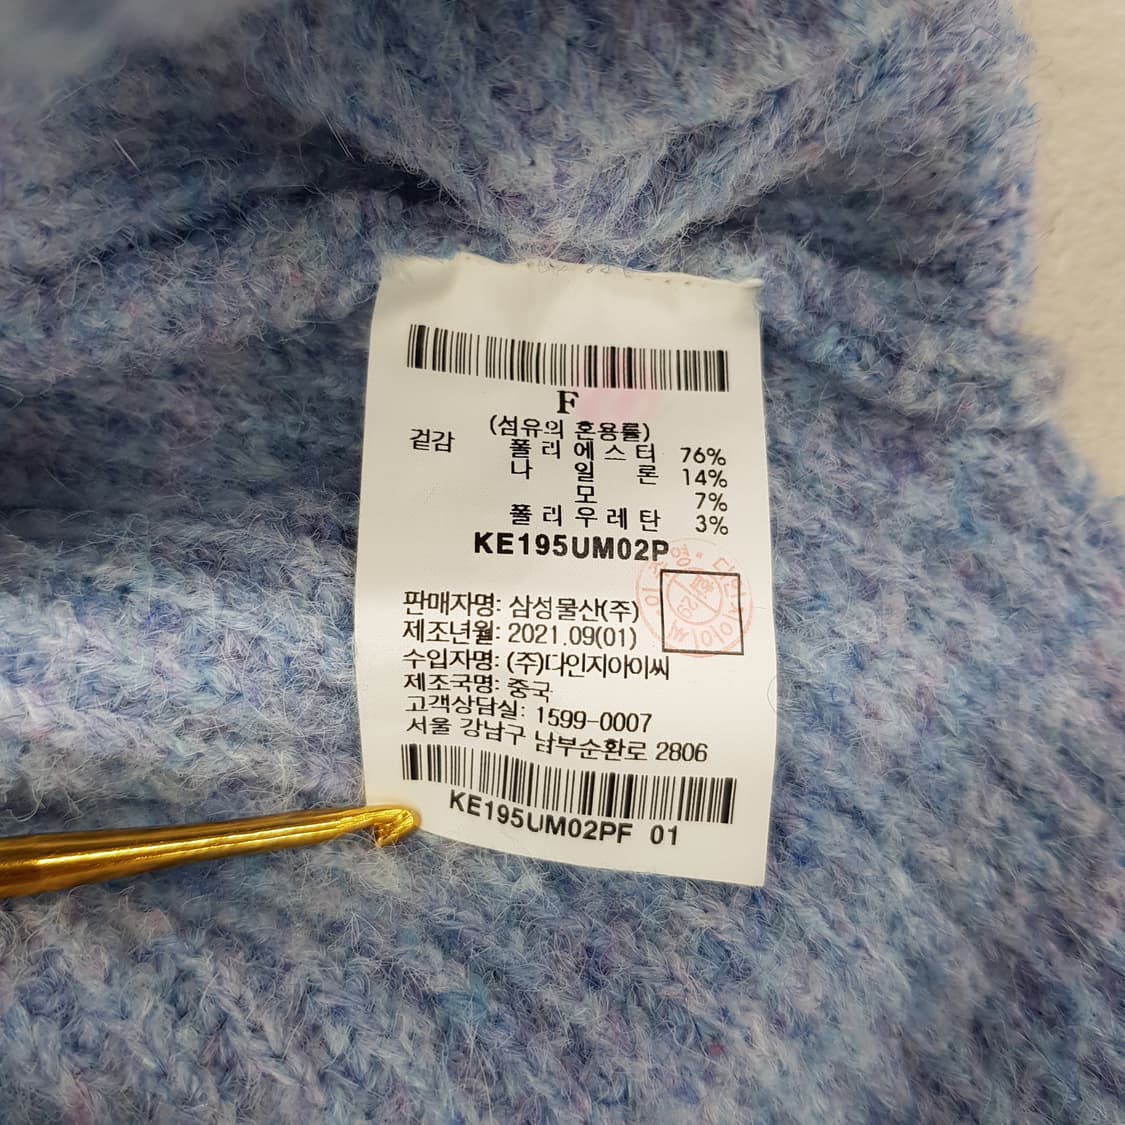 F
(섬유의 혼용률)
겉감 폴리에스터 76%
나일론 14%
모 7%
폴리우레탄 3%
KE195UM02P
판매자명: 삼성물산(주)
제조년월: 2021.09(01)
수입자명: (주)다인지아이씨
제조국명: 중국
고객상담실: 1599-0007
서울 강남구 남부순환로 2806
KE195UM02PF 01